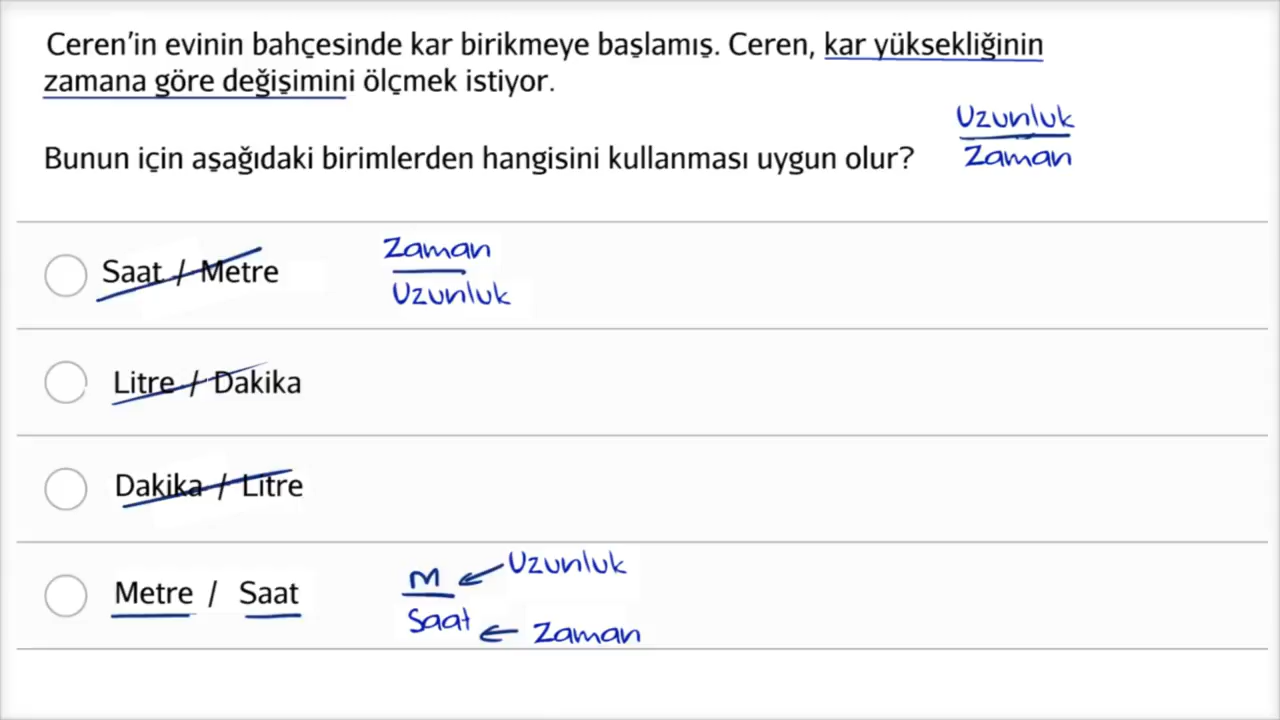 Ceren'in evinin bahçesinde kar birikmeye başlamış. Ceren, kar yüksekliğinin
zamana göre değişimini ölçmek istiyor.
Uzunluk
Zaman
Bunun için aşağıdaki birimlerden hangisini kullanması uygun olur?
Saat / Metre
Zaman
Uzunluk
Litre / Dakika
Dakika / Litre
Metre / Saat
M
Uzunluk
Saat
Zaman